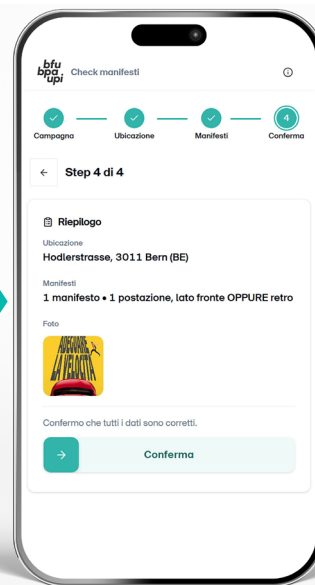 bfu
bpa
upi
Check manifesti
4
Campagna
Ubicazione
Manifesti
Conferma
Step 4 di 4
Riepilogo
Ubicazione
Hodlerstrasse, 3011 Bern (BE)
Manifesti
1 manifesto • 1 postazione, lato fronte OPPURE retro
Foto
ADEGUARE
LA VELOCITÀ
Confermo che tutti i dati sono corretti.
Conferma